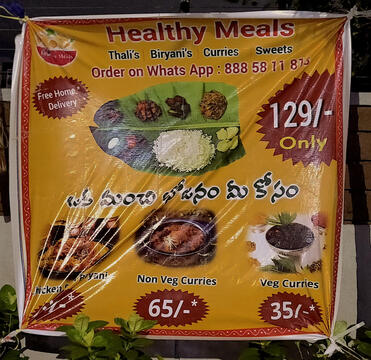 Healthy Meals
Thali's Biryani's Curries Sweets
Order on Whats App : 888 58 11 87
Free Home
Delivery
129/-
Only
ఒక మంచి భోజనం మీ కోసం
Non Veg Curries
Veg Curries
65/-*
35/-*